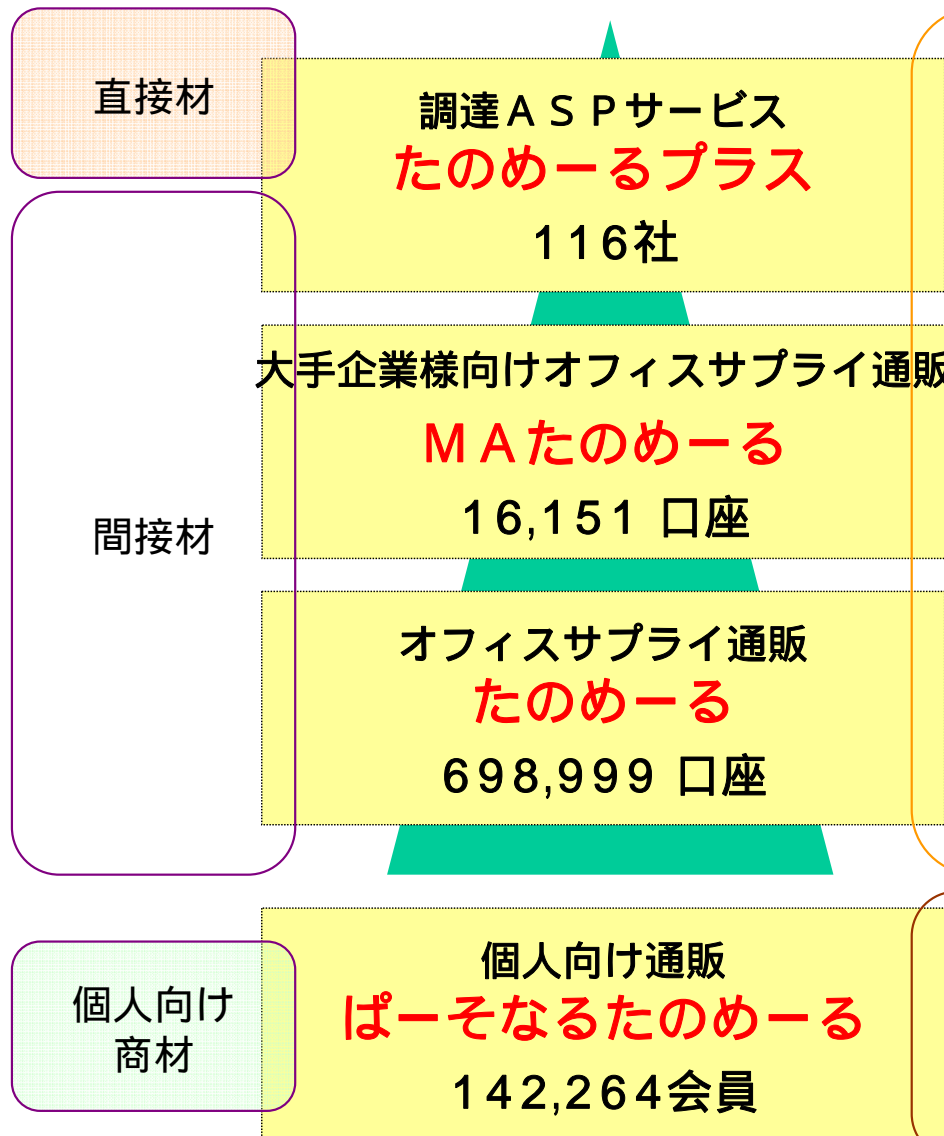 直接材
調達ＡＳＰサービス
たのめーるプラス
116社
大手企業様向けオフィスサプライ通販
ＭＡたのめーる
16,151 口座
間接材
オフィスサプライ通販
たのめーる
698,999 口座
個人向け通販
ぱーそなるたのめーる
142,264会員
個人向け
商材